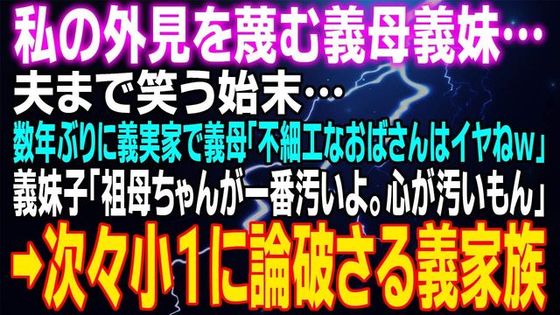 私の外見を蔑む義母義妹…
夫まで笑う始末…
数年ぶりに義実家で義母「不細工なおばさんはイヤねw」
義妹子「祖母ちゃんが一番汚いよ。心が汚いもん」
➡次々小1に論破さる義家族